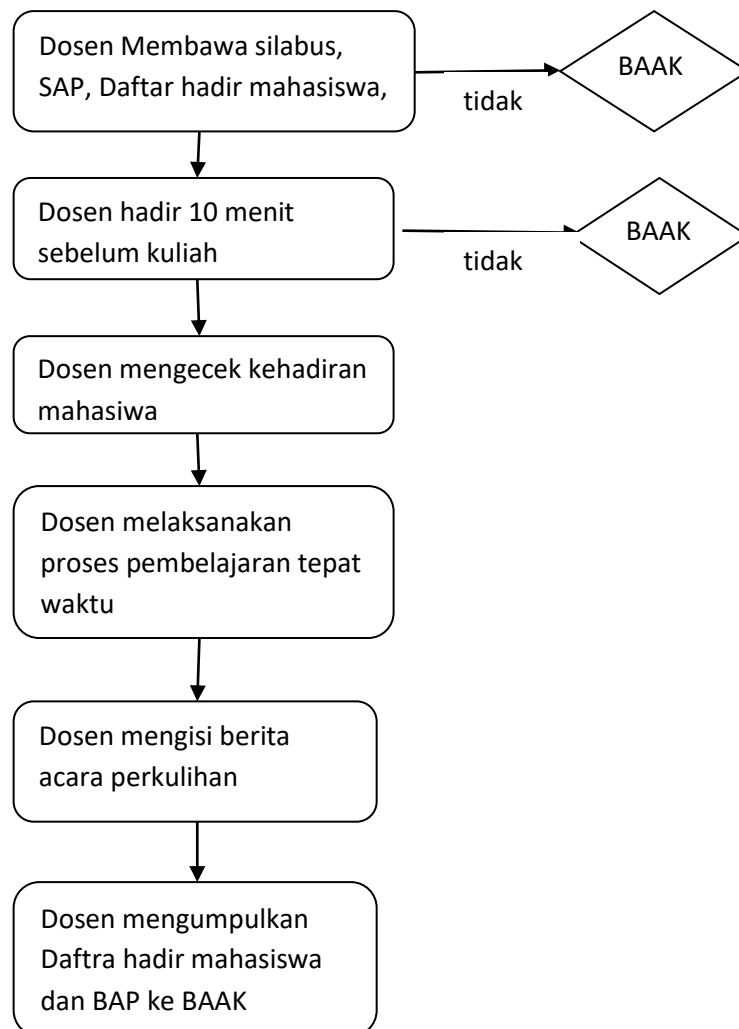 Dosen Membawa silabus,
SAP, Daftar hadir mahasiswa,
tidak
BAAK
Dosen hadir 10 menit
sebelum kuliah
tidak
BAAK
Dosen mengecek kehadiran
mahasiwa
Dosen melaksanakan
proses pembelajaran tepat
waktu
Dosen mengisi berita
acara perkulihan
Dosen mengumpulkan
Daftra hadir mahasiswa
dan BAP ke BAAK